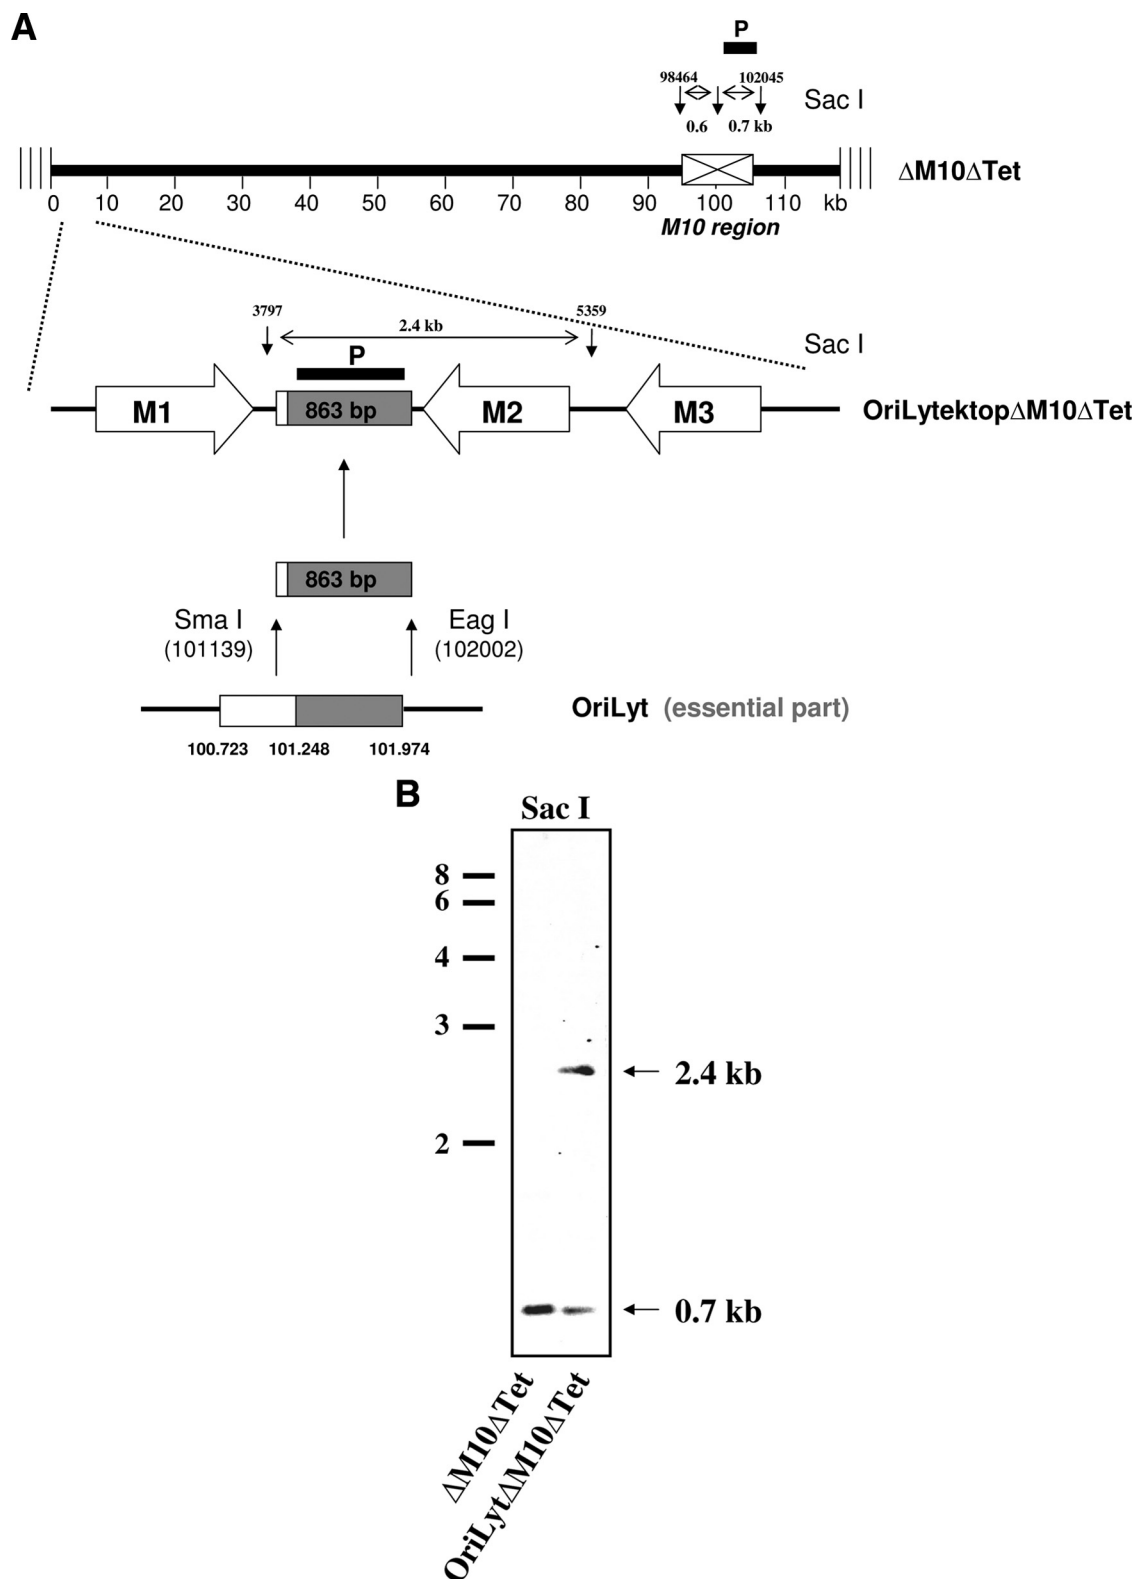 A
P
98464 102045
Sac I
0.6 0.7 kb
ΔM10ΔTet
0 10 20 30 40 50 60 70 80 90 100 110 kb
M10 region
3797 5359
2.4 kb
Sac I
P
M1 863 bp M2 M3
OriLytektopΔM10ΔTet
863 bp
Sma I Eag I
(101139) (102002)
OriLyt (essential part)
100.723 101.248 101.974
B
Sac I
8
6
4
3
2.4 kb
2
0.7 kb
ΔM10ΔTet
OriLytΔM10ΔTet